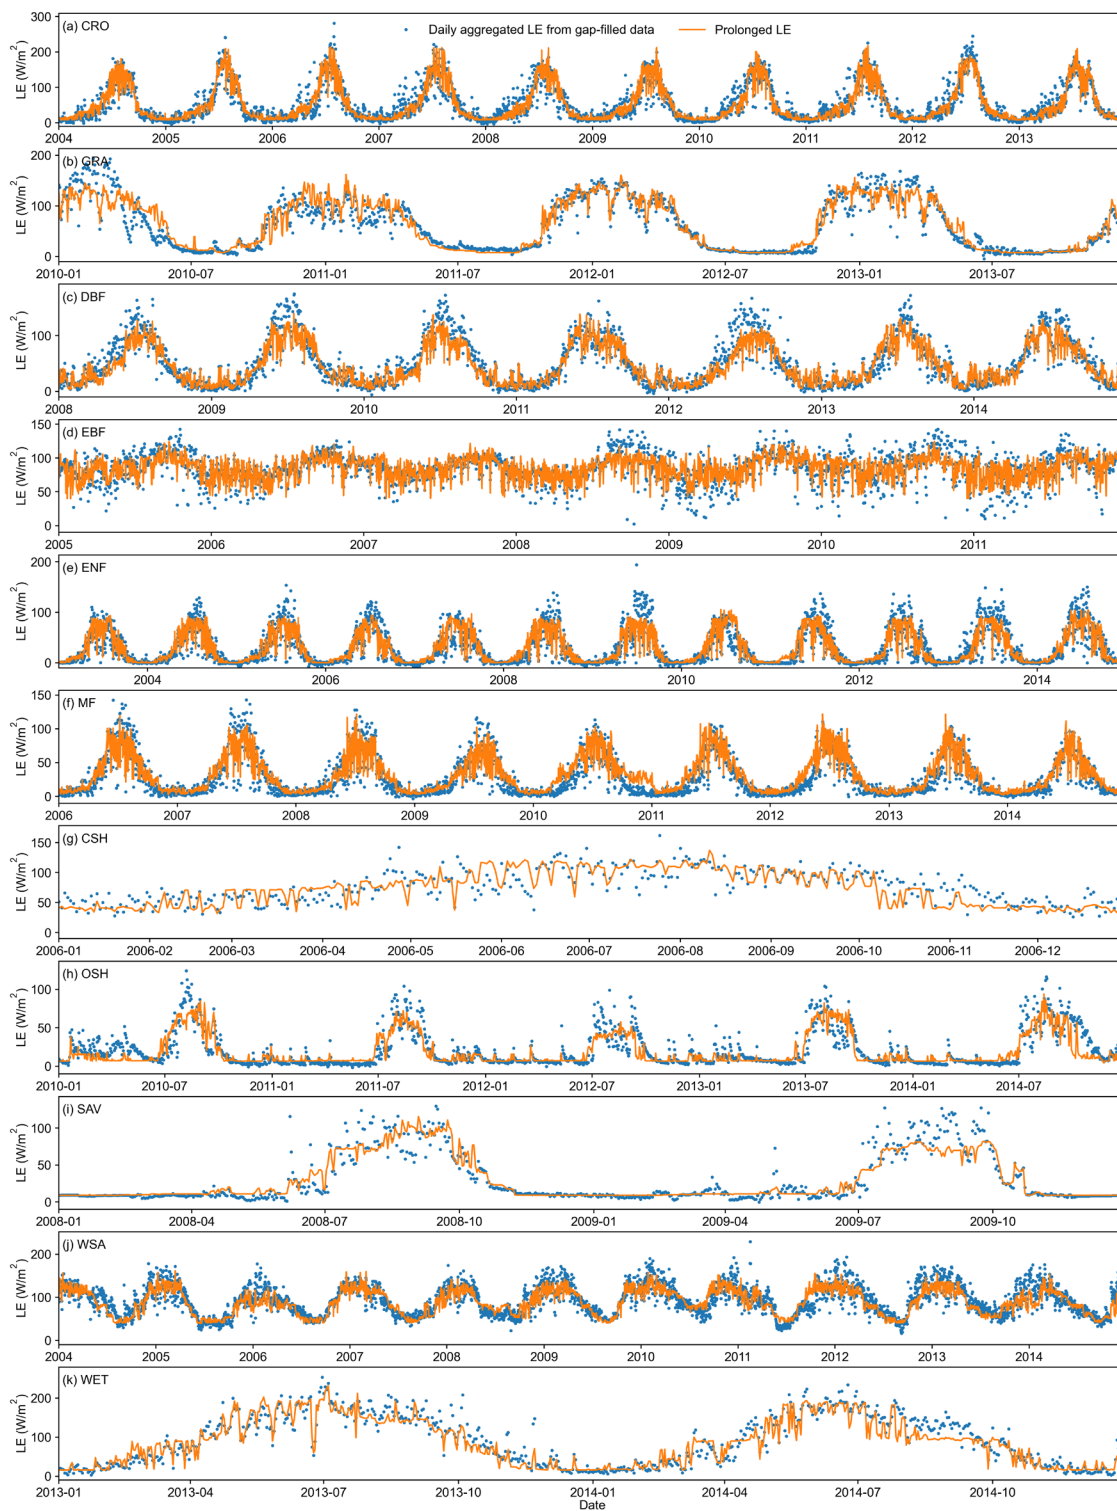 (a) CRO
Daily aggregated LE from gap-filled data
Prolonged LE
LE (W/m²)
300
200
100
0
2004 2005 2006 2007 2008 2009 2010 2011 2012 2013
(b) GRA
LE (W/m²)
200
100
0
2010-01 2010-07 2011-01 2011-07 2012-01 2012-07 2013-01 2013-07
(c) DBF
LE (W/m²)
100
0
2008 2009 2010 2011 2012 2013 2014
(d) EBF
LE (W/m²)
150
100
50
0
2005 2006 2007 2008 2009 2010 2011
(e) ENF
LE (W/m²)
200
100
0
2004 2006 2008 2010 2012 2014
(f) MF
LE (W/m²)
150
100
50
0
2006 2007 2008 2009 2010 2011 2012 2013 2014
(g) CSH
LE (W/m²)
150
100
50
0
2006-01 2006-02 2006-03 2006-04 2006-05 2006-06 2006-07 2006-08 2006-09 2006-10 2006-11 2006-12
(h) OSH
LE (W/m²)
100
50
0
2010-01 2010-07 2011-01 2011-07 2012-01 2012-07 2013-01 2013-07 2014-01 2014-07
(i) SAV
LE (W/m²)
100
50
0
2008-01 2008-04 2008-07 2008-10 2009-01 2009-04 2009-07 2009-10
(j) WSA
LE (W/m²)
200
100
0
2004 2005 2006 2007 2008 2009 2010 2011 2012 2013 2014
(k) WET
LE (W/m²)
200
100
0
2013-01 2013-04 2013-07 2013-10 2014-01 2014-04 2014-07 2014-10
Date